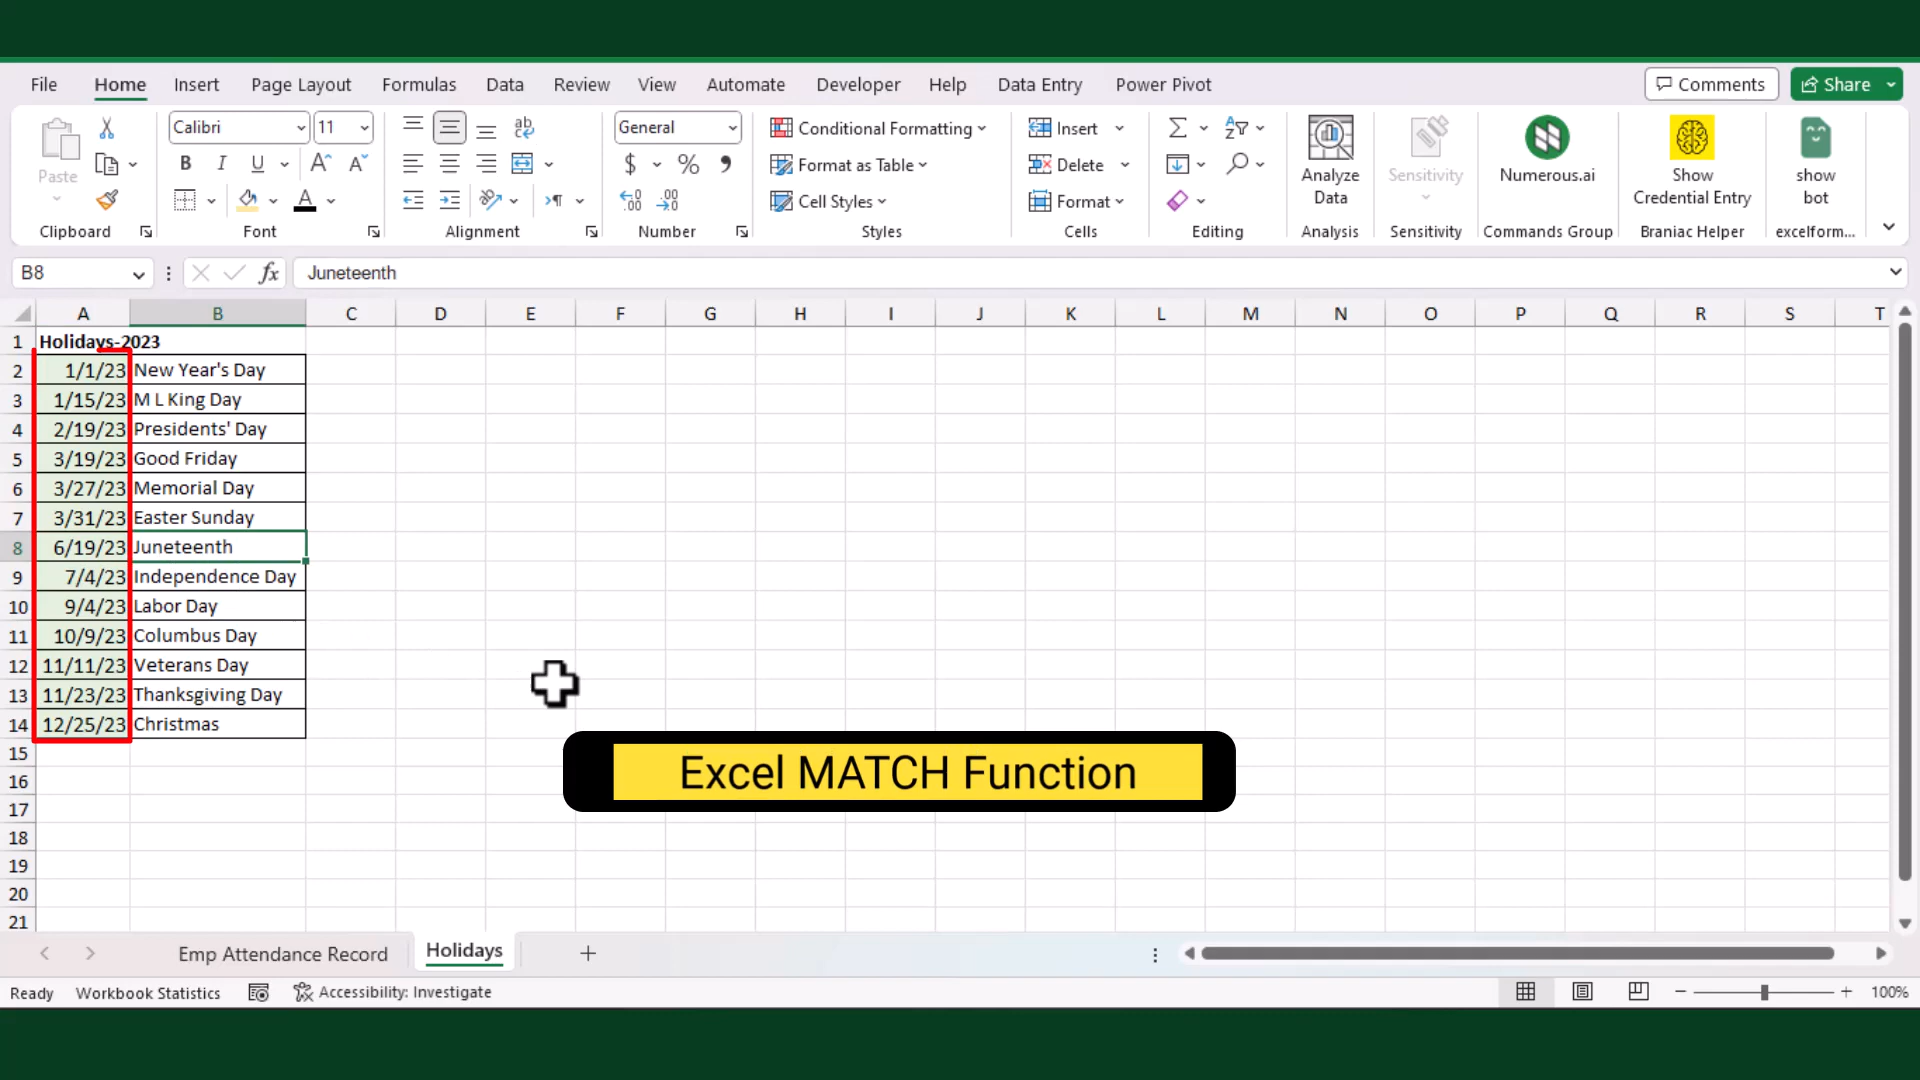 File Home Insert Page Layout Formulas Data Review View Automate Developer Help Data Entry Power Pivot Comments Share
Calibri 11 ab General Conditional Formatting Insert
Paste B I U A A $ % Format as Table Delete
A Cell Styles Format
Analyze Data
Sensitivity
Numerous.ai
Show Credential Entry
show bot
Clipboard Font Alignment Number Styles Cells Editing Analysis Sensitivity Commands Group Braniac Helper excelform...
B8 fx Juneteenth
A B C D E F G H I J K L M N O P Q R S T
1 Holidays-2023
2 1/1/23 New Year's Day
3 1/15/23 M L King Day
4 2/19/23 Presidents' Day
5 3/19/23 Good Friday
6 3/27/23 Memorial Day
7 3/31/23 Easter Sunday
8 6/19/23 Juneteenth
9 7/4/23 Independence Day
10 9/4/23 Labor Day
11 10/9/23 Columbus Day
12 11/11/23 Veterans Day
13 11/23/23 Thanksgiving Day
14 12/25/23 Christmas
15
16
Excel MATCH Function
17
18
19
20
21
Emp Attendance Record Holidays
Ready Workbook Statistics Accessibility: Investigate 100%